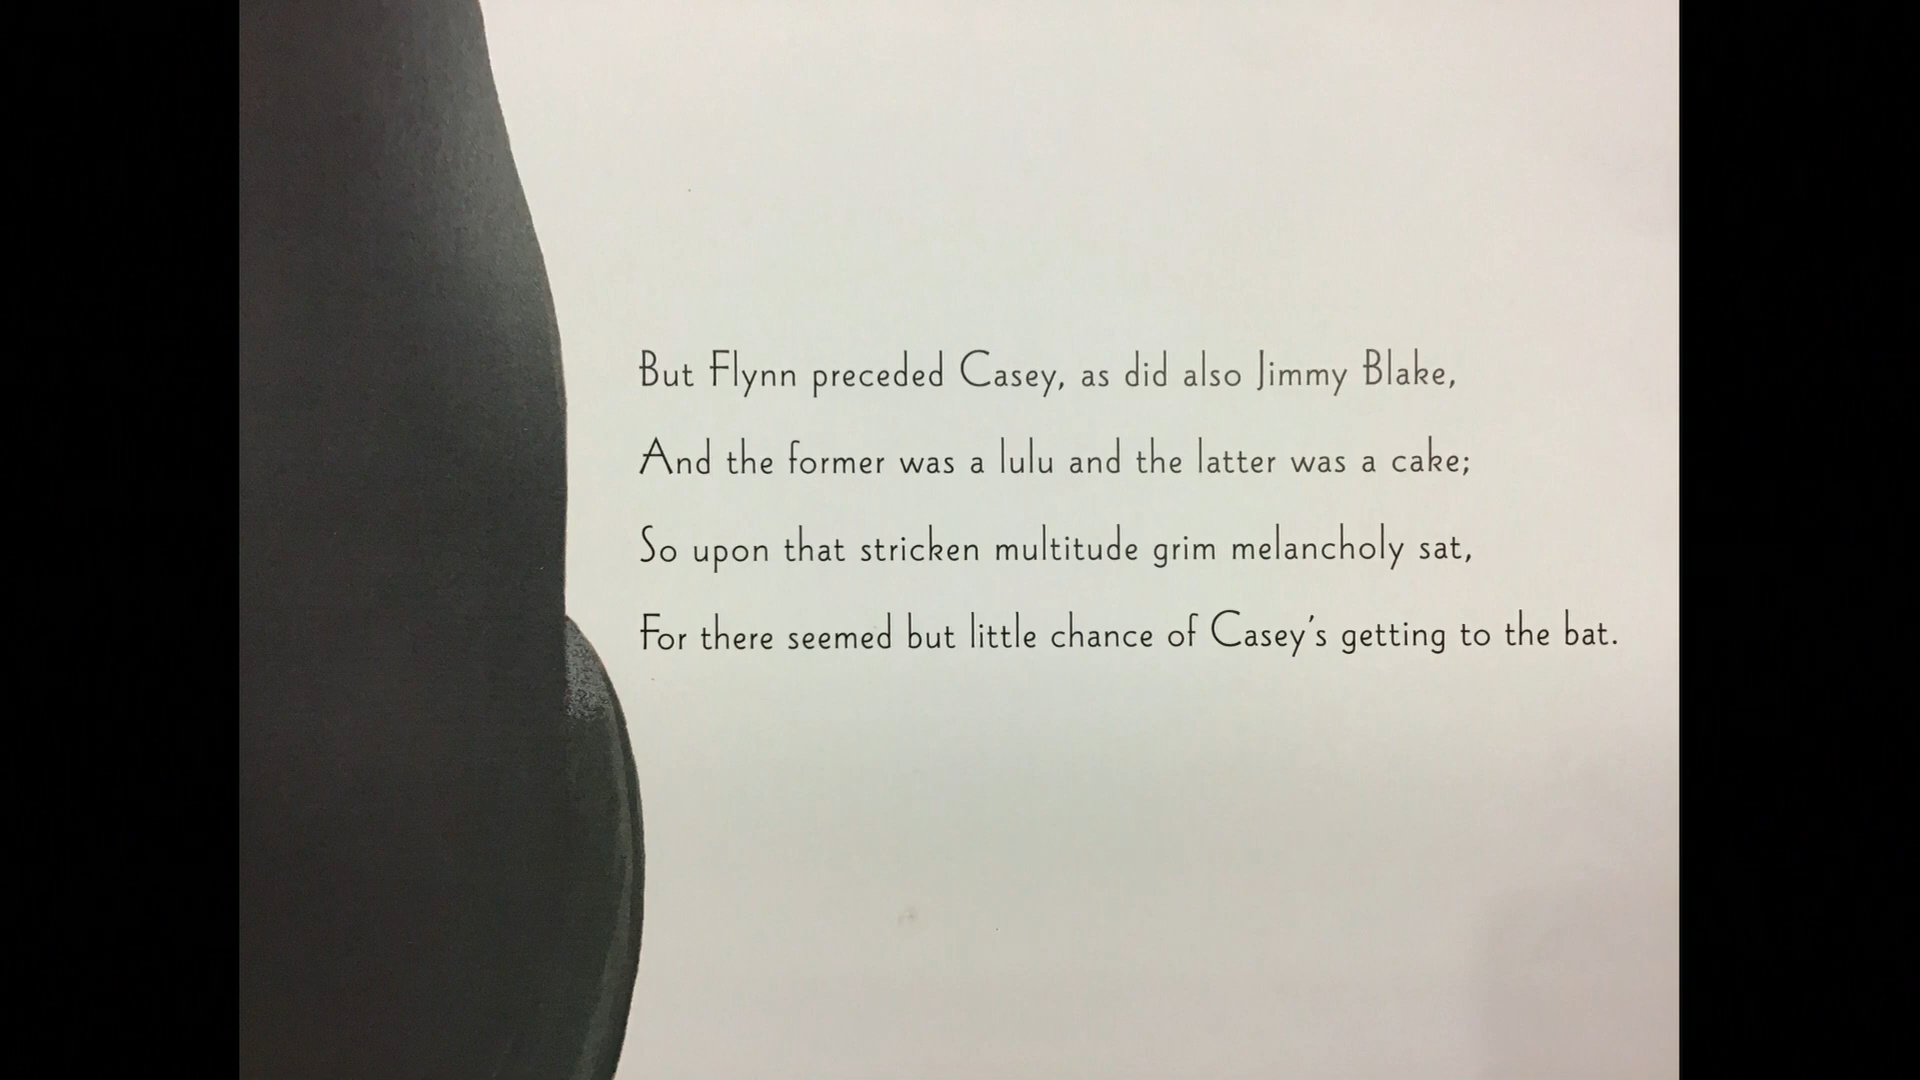 But Flynn preceded Casey, as did also Jimmy Blake,
And the former was a lulu and the latter was a cake;
So upon that stricken multitude grim melancholy sat,
For there seemed but little chance of Casey's getting to the bat.